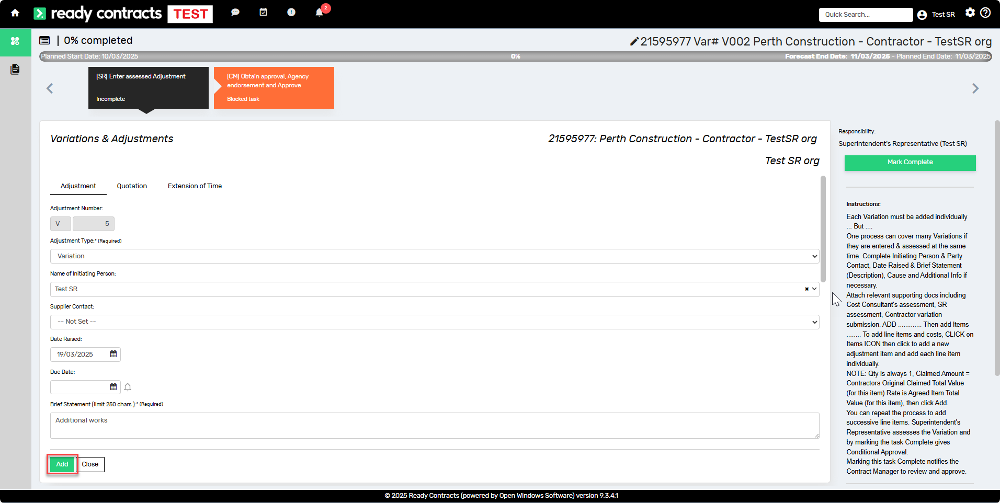 ready contracts TEST
2
Quick Search...
Test SR
| 0% completed
21595977 Var# V002 Perth Construction - Contractor - TestSR org
Planned Start Date: 10/03/2025
0%
Forecast End Date: 11/03/2025 - Planned End Date: 11/03/2025
[SR] Enter assessed Adjustment
Incomplete
[CM] Obtain approval, Agency
endorsement and Approve
Blocked task
Variations & Adjustments
21595977: Perth Construction - Contractor - TestSR org
Test SR org
Adjustment
Quotation
Extension of Time
Adjustment Number:
V
5
Adjustment Type:* (Required)
Variation
Name of Initiating Person:
Test SR
Supplier Contact:
-- Not Set --
Date Raised:
19/03/2025
Due Date:
Brief Statement (limit 250 chars.):* (Required)
Additional works
Add
Close
Responsibility:
Superintendent's Representative (Test SR)
Mark Complete
Instructions:
Each Variation must be added individually
... But ....
One process can cover many Variations if
they are entered & assessed at the same
time. Complete Initiating Person & Party
Contact, Date Raised & Brief Statement
(Description), Cause and Additional Info if
necessary.
Attach relevant supporting docs including
Cost Consultant's assessment, SR
assessment, Contractor variation
submission. ADD ............. Then add Items
........ To add line items and costs, CLICK on
Items ICON then click to add a new
adjustment item and add each line item
individually.
NOTE: Qty is always 1, Claimed Amount =
Contractors Original Claimed Total Value
(for this item) Rate is Agreed Item Total
Value (for this item), then click Add.
You can repeat the process to add
successive line items. Superintendent's
Representative assesses the Variation and
by marking the task Complete gives
Conditional Approval.
Marking this task Complete notifies the
Contract Manager to review and approve.
© 2025 Ready Contracts (powered by Open Windows Software) version 9.3.4.1